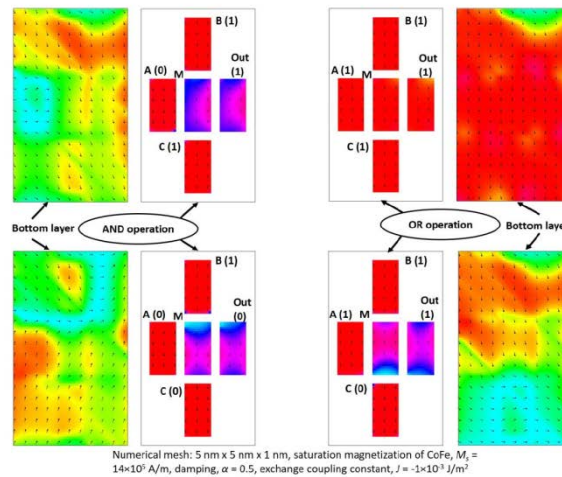 B (1)
A (0) M Out
(1)
C (1)
B (1)
A (1) M Out
(1)
C (1)
Bottom layer AND operation OR operation Bottom layer
B (1)
A (0) M Out
(0)
C (0)
B (1)
A (1) M Out
(1)
C (0)
Numerical mesh: 5 nm x 5 nm x 1 nm, saturation magnetization of CoFe, Mₛ =
14×10⁵ A/m, damping, α = 0.5, exchange coupling constant, J = -1×10⁻³ J/m²